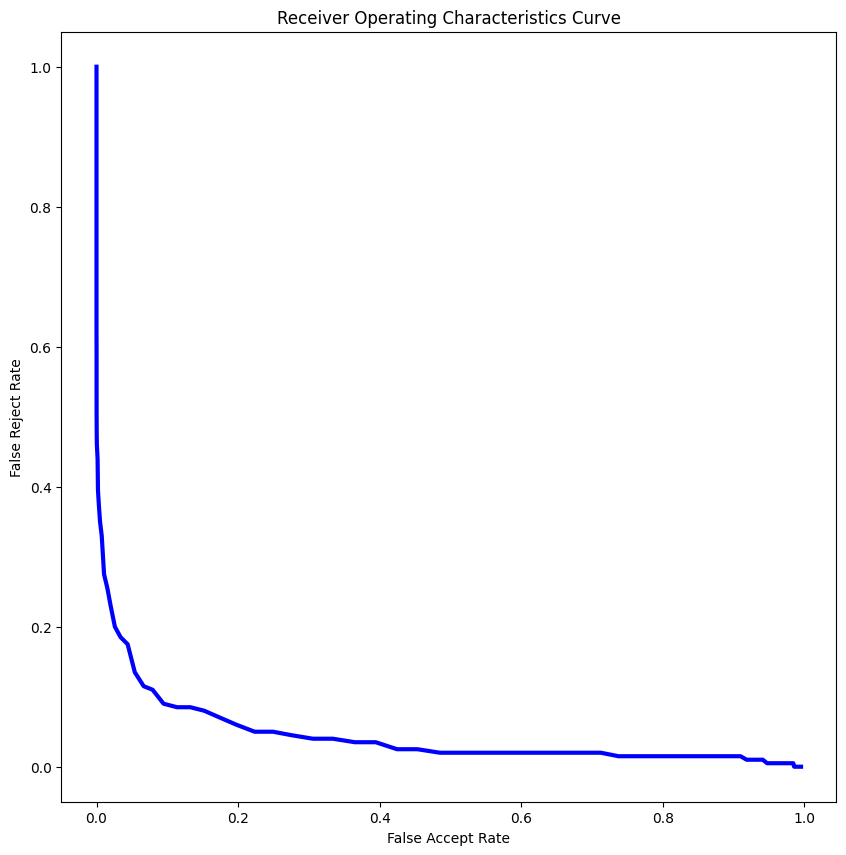 Receiver Operating Characteristics Curve
1.0
0.8
0.6
0.4
0.2
0.0
False Reject Rate
0.0 0.2 0.4 0.6 0.8 1.0
False Accept Rate